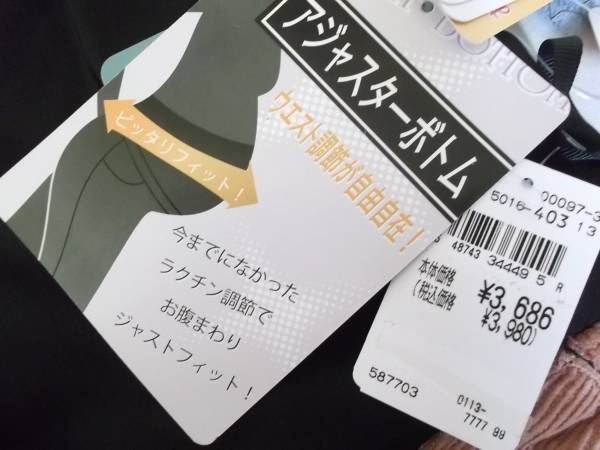 アジャスターボトム
ウエスト調節が自由自在!
ピッタリフィット!
今までになかった
ラクチン調節で
お腹まわり
ジャストフィット!
00097-3
5016-403 13
48743 34449 5 R
本体価格 ¥3,686
(税込価格 ¥3,980)
587703
0113-
7777 99